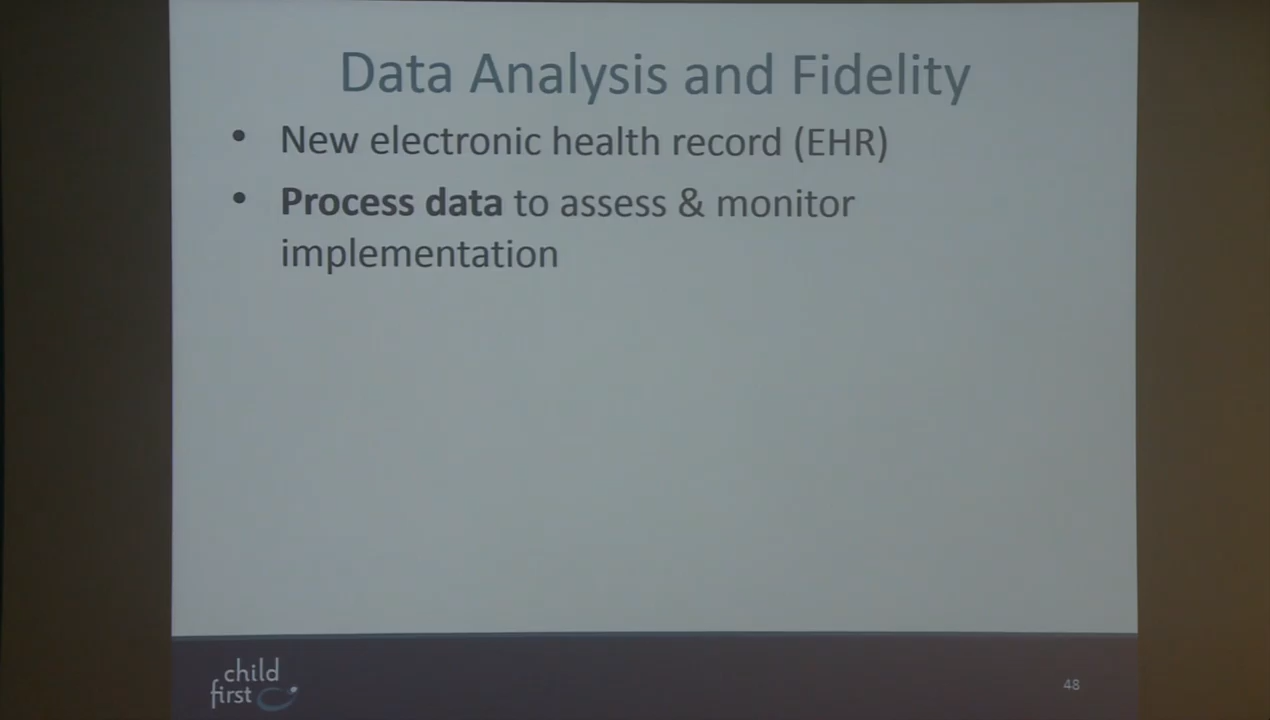 Data Analysis and Fidelity
• New electronic health record (EHR)
• Process data to assess & monitor
implementation
child
first
48